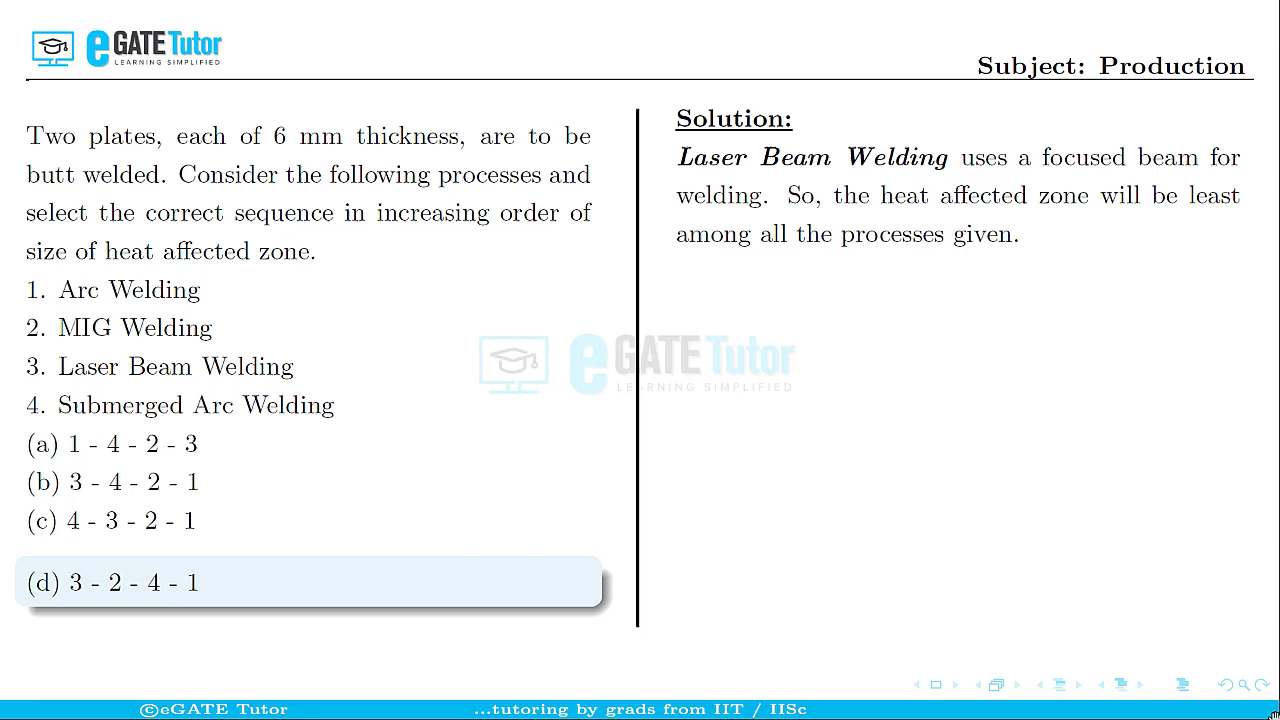 eGATE Tutor
LEARNING SIMPLIFIED
Subject: Production
Two plates, each of 6 mm thickness, are to be
butt welded. Consider the following processes and
select the correct sequence in increasing order of
size of heat affected zone.
1. Arc Welding
2. MIG Welding
3. Laser Beam Welding
4. Submerged Arc Welding
(a) 1 - 4 - 2 - 3
(b) 3 - 4 - 2 - 1
(c) 4 - 3 - 2 - 1
(d) 3 - 2 - 4 - 1
Solution:
Laser Beam Welding uses a focused beam for
welding. So, the heat affected zone will be least
among all the processes given.
eGATE Tutor
LEARNING SIMPLIFIED
©eGATE Tutor
...tutoring by grads from IIT / IISc